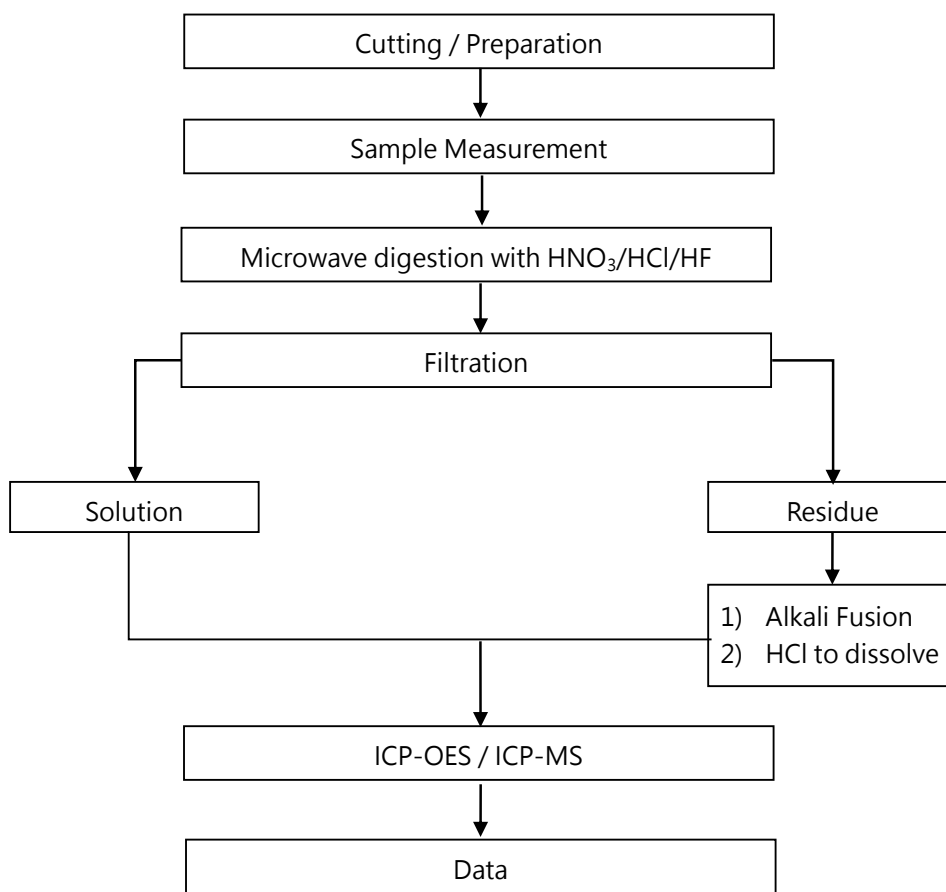 Cutting / Preparation
Sample Measurement
Microwave digestion with HNO₃/HCl/HF
Filtration
Solution
Residue
1) Alkali Fusion
2) HCl to dissolve
ICP-OES / ICP-MS
Data